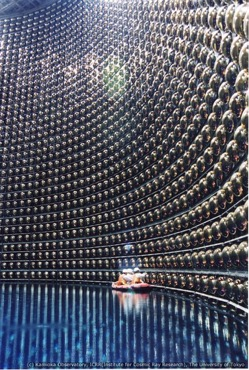 (c) Kamioka Observatory, ICRR(Institute for Cosmic Ray Research), The University of Tokyo